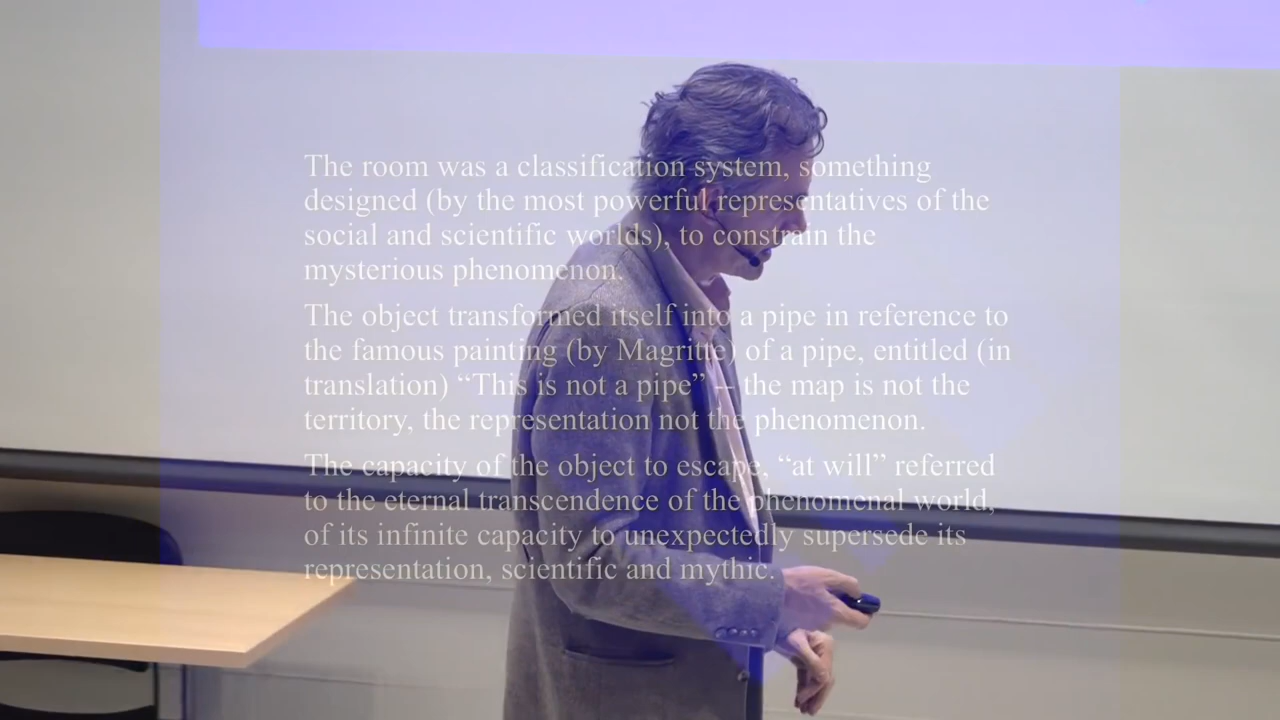 The room was a classification system, something
designed (by the most powerful representatives of the
social and scientific worlds), to constrain the
mysterious phenomenon.
The object transformed itself into a pipe in reference to
the famous painting (by Magritte) of a pipe, entitled (in
translation) “This is not a pipe” – the map is not the
territory, the representation not the phenomenon.
The capacity of the object to escape, “at will” referred
to the eternal transcendence of the phenomenal world,
of its infinite capacity to unexpectedly supersede its
representation, scientific and mythic.